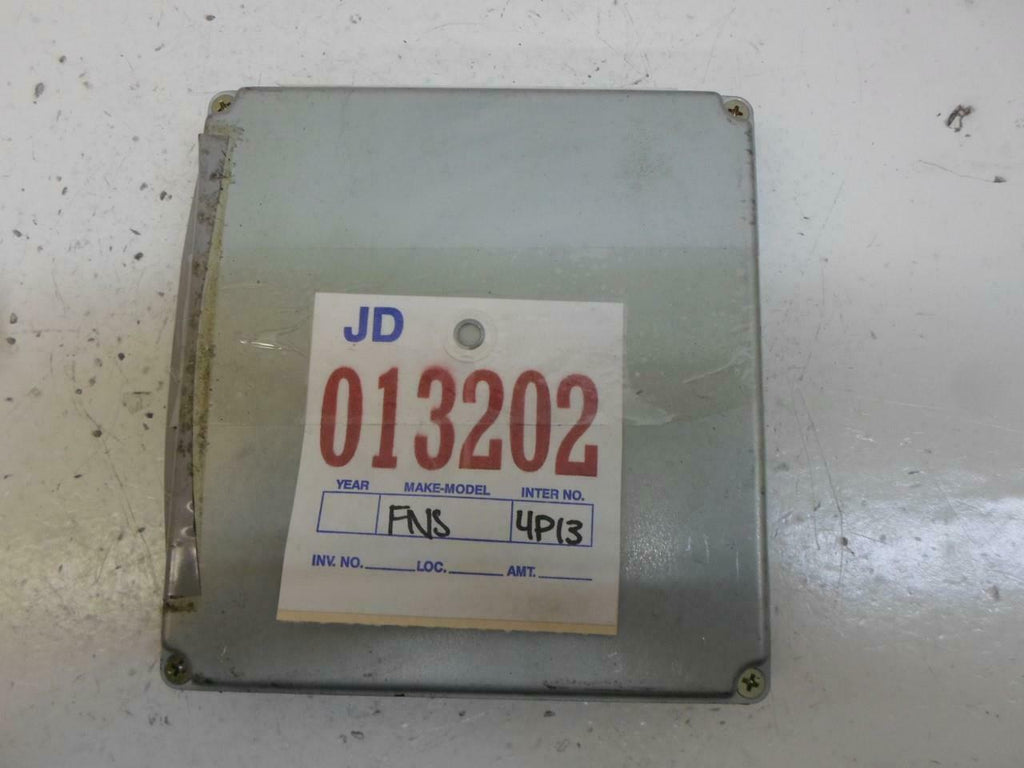 JD
013202
YEAR MAKE-MODEL INTER NO.
FNS 4P13
INV. NO. LOC. AMT.